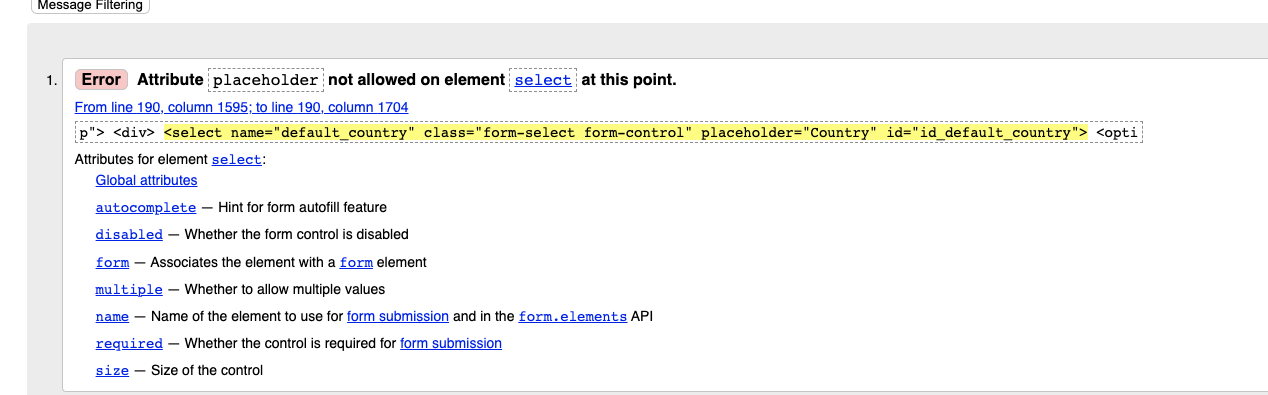 Message Filtering
1. Error Attribute placeholder not allowed on element select at this point.
From line 190, column 1595; to line 190, column 1704
p"> <div> <select name="default_country" class="form-select form-control" placeholder="Country" id="id_default_country"> <opti
Attributes for element select:
Global attributes
autocomplete — Hint for form autofill feature
disabled — Whether the form control is disabled
form — Associates the element with a form element
multiple — Whether to allow multiple values
name — Name of the element to use for form submission and in the form.elements API
required — Whether the control is required for form submission
size — Size of the control